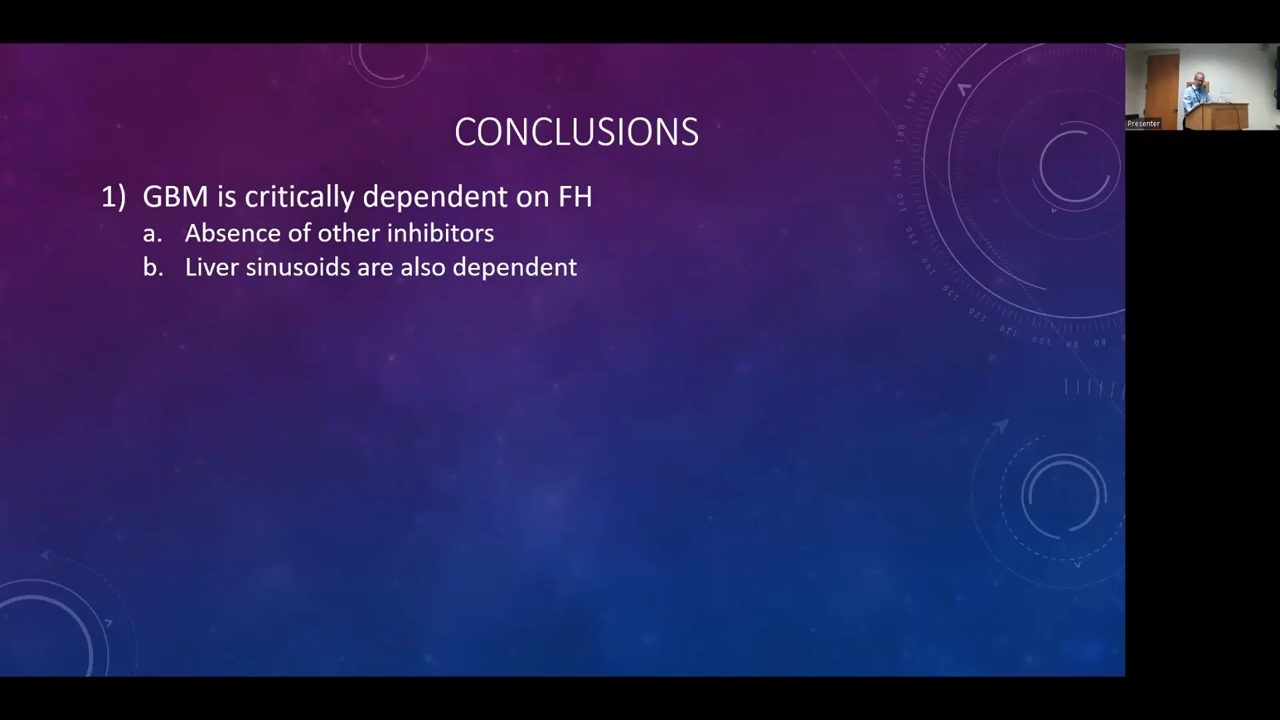 CONCLUSIONS
1) GBM is critically dependent on FH
a. Absence of other inhibitors
b. Liver sinusoids are also dependent
Presenter